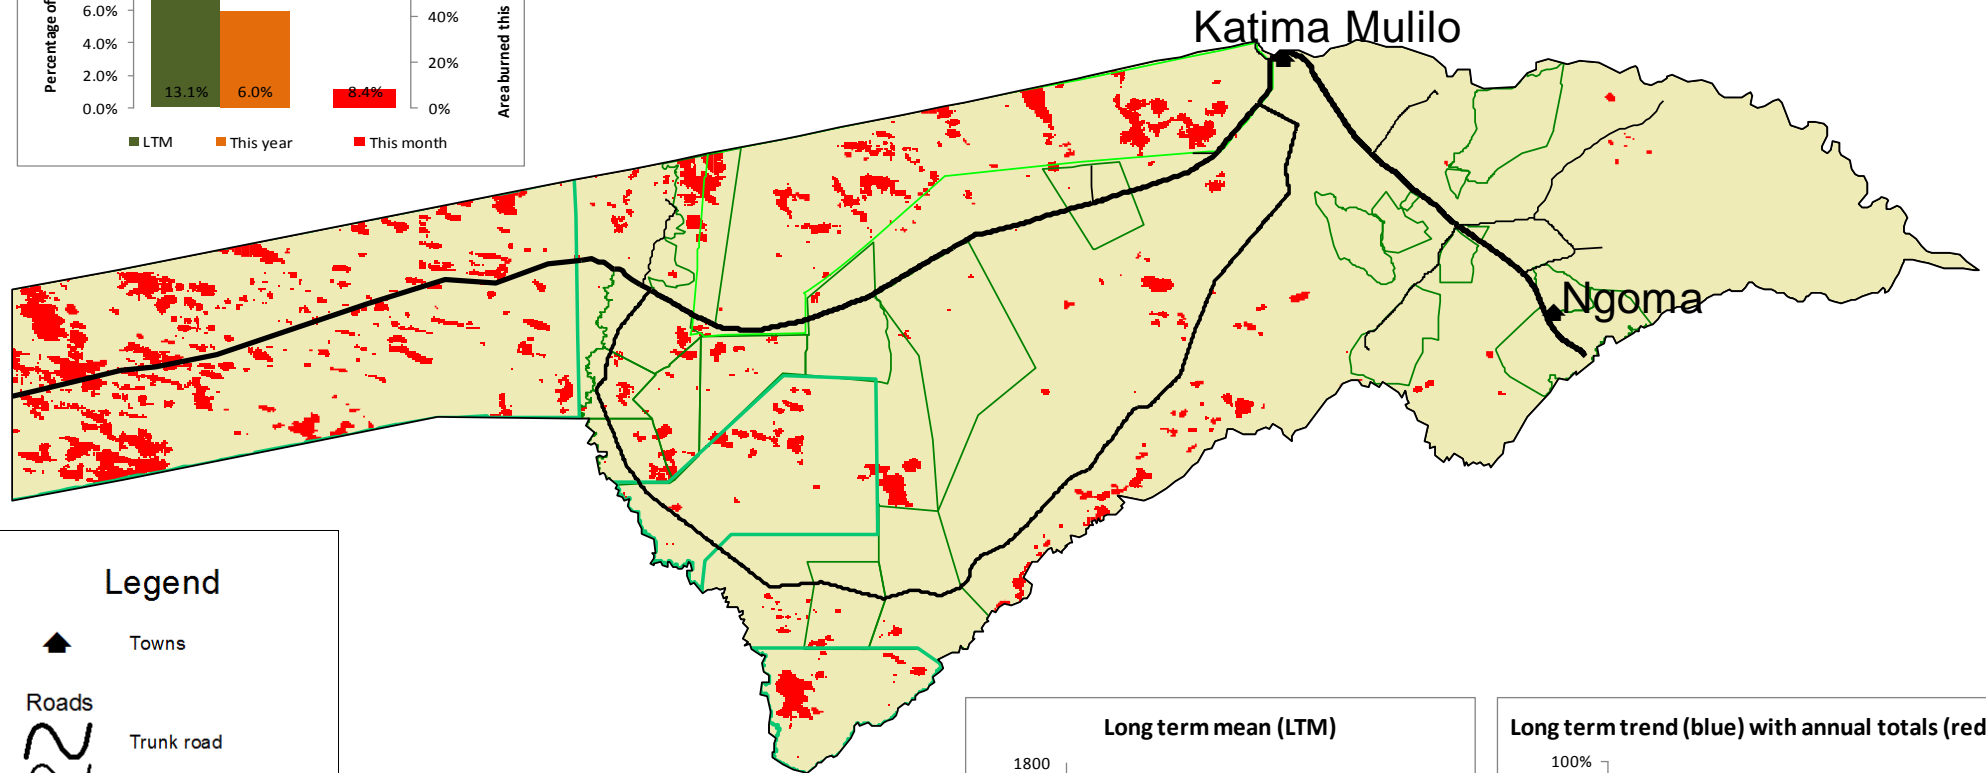 Percentage of
6.0%
4.0%
2.0%
0.0%
13.1%
6.0%
8.4%
40%
20%
0%
Area burned this
LTM
This year
This month
Katima Mulilo
Ngoma
Legend
Towns
Roads
Trunk road
Long term mean (LTM)
1800
Long term trend (blue) with annual totals (red
100%